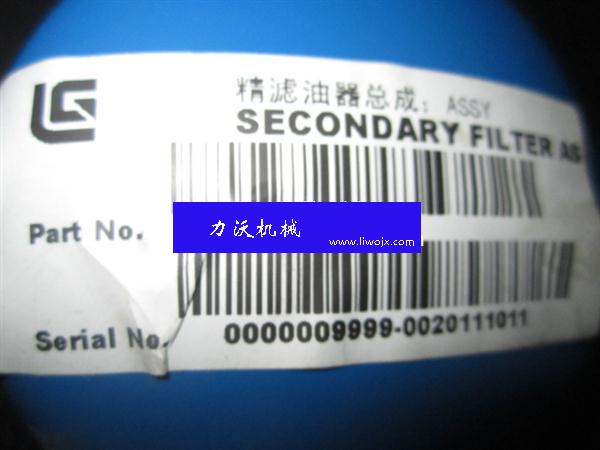 LG
精滤油器总成: ASSY
SECONDARY FILTER AS
Part No.
力沃机械
www.liwojx.com
Serial No.
0000009999-0020111011